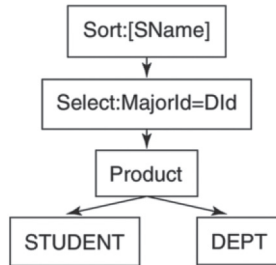 Sort:[SName]
Select:MajorId=DId
Product
STUDENT
DEPT